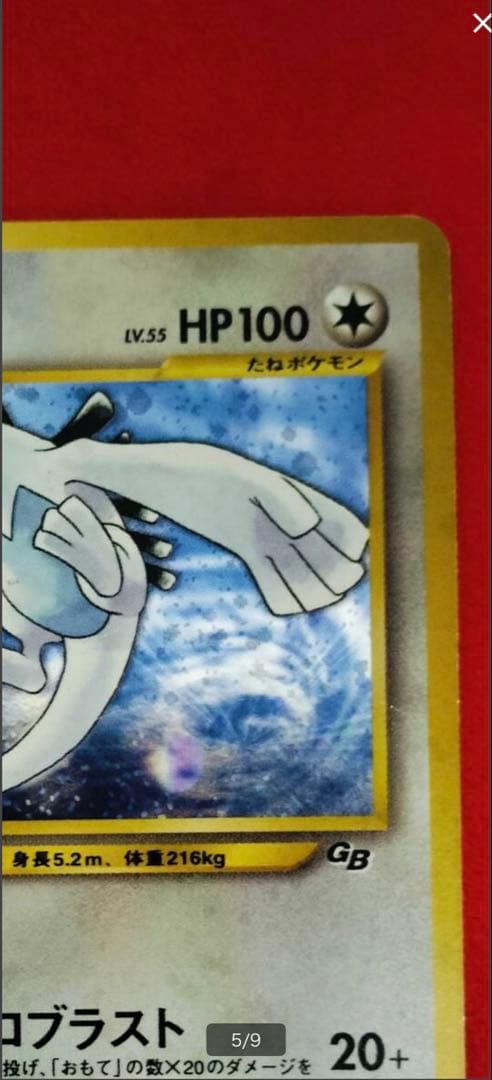 LV.55 HP100
たねポケモン
身長5.2m、体重216kg
GB
ロブラスト 20+
投げ、「おもて」の数×20のダメージを
5/9